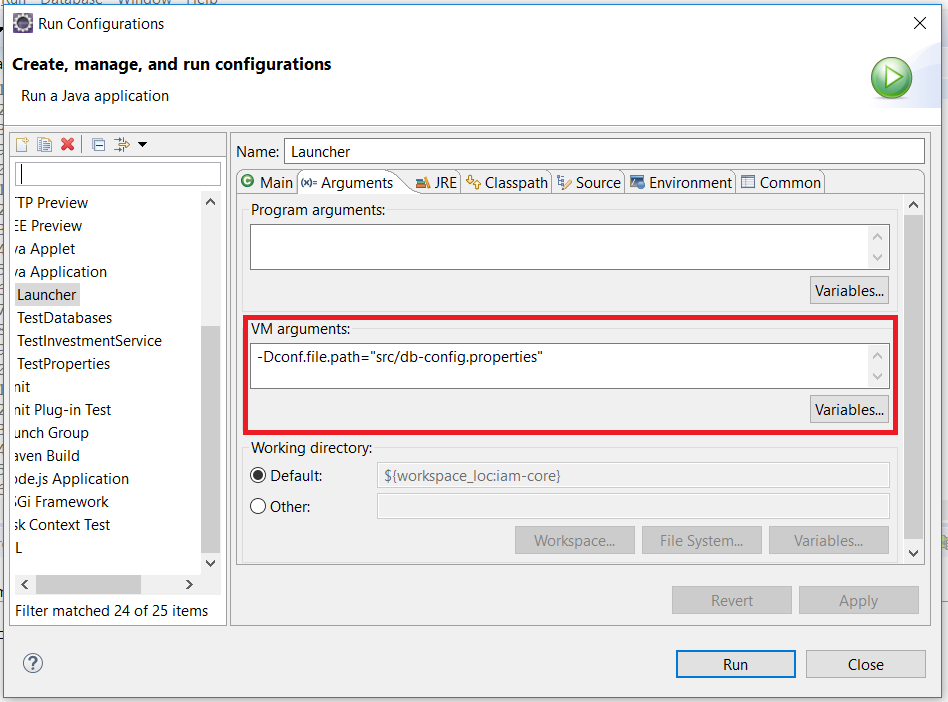 Run Database Window Help
Run Configurations
Create, manage, and run configurations
Run a Java application
Name: Launcher
Main (x)= Arguments JRE Classpath Source Environment Common
TP Preview
EE Preview
va Applet
va Application
Launcher
TestDatabases
TestInvestmentService
TestProperties
nit
nit Plug-in Test
unch Group
aven Build
ode.js Application
SGi Framework
sk Context Test
L
Filter matched 24 of 25 items
Program arguments:
Variables...
VM arguments:
-Dconf.file.path="src/db-config.properties"
Variables...
Working directory:
Default: ${workspace_loc:iam-core}
Other:
Workspace... File System... Variables...
Revert Apply
? Run Close